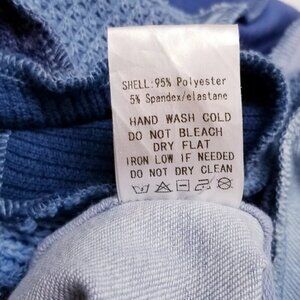 SHELL:95% Polyester
5% Spandex/elastane
HAND WASH COLD
DO NOT BLEACH
DRY FLAT
IRON LOW IF NEEDED
DO NOT DRY CLEAN